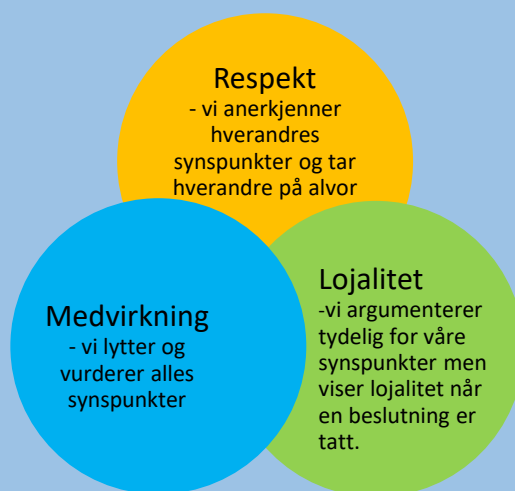 Respekt
- vi anerkjenner
hverandres
synspunkter og tar
hverandre på alvor
Medvirkning
- vi lytter og
vurderer alles
synspunkter
Lojalitet
-vi argumenterer
tydelig for våre
synspunkter men
viser lojalitet når
en beslutning er
tatt.